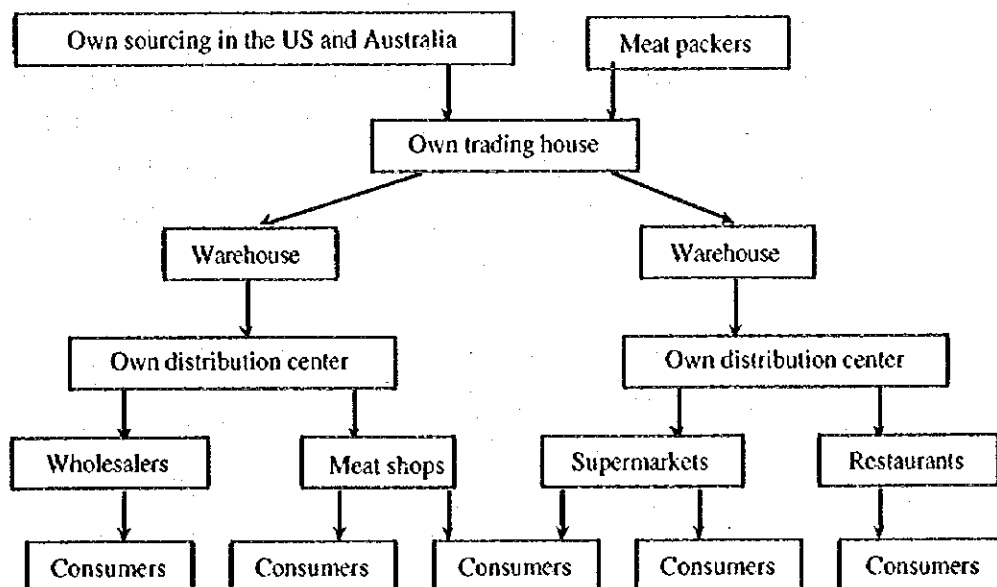 Own sourcing in the US and Australia
Meat packers
Own trading house
Warehouse
Warehouse
Own distribution center
Own distribution center
Wholesalers
Meat shops
Supermarkets
Restaurants
Consumers
Consumers
Consumers
Consumers
Consumers